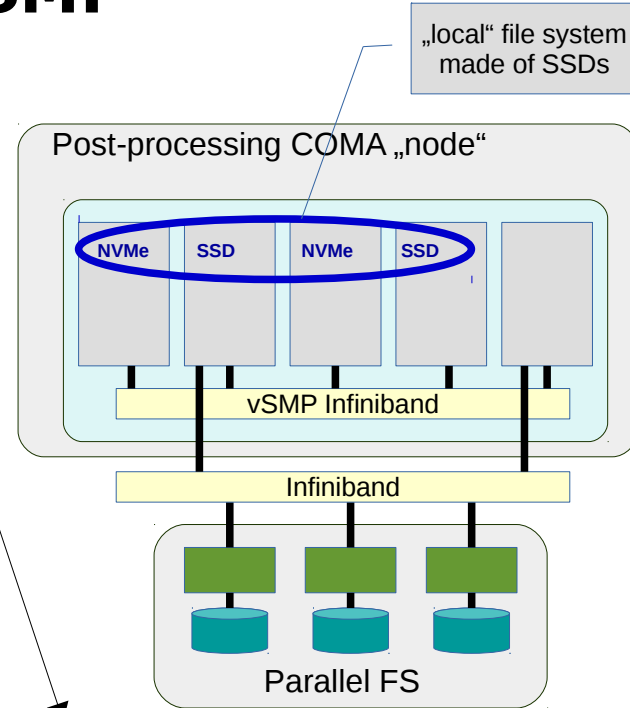 „local“ file system
made of SSDs
Post-processing COMA „node“
NVMe SSD NVMe SSD
vSMP Infiniband
Infiniband
Parallel FS